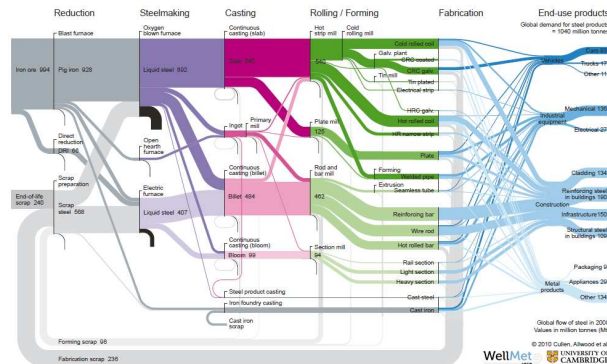 Reduction
Steelmaking
Casting
Rolling / Forming
Fabrication
End-use products
Global demand for steel products
= 1040 million tonnes
Blast furnace
Oxygen
blown furnace
Continuous
casting (slab)
Hot
strip mill
Cold
rolling mill
Galv. plant
Tin mill
Iron ore 994
Pig iron 928
Liquid steel 892
Cold rolled coil
CRC coated
CRC galv.
Tin plated
Electrical strip
HRC galv.
Hot rolled coil
HR narrow strip
Vehicles
Trucks 17
Other 11
Direct
reduction
DRI 66
Open
hearth
furnace
Ingot
Primary
mill
Plate mill
Plate
Industrial
equipment
Mechanical 136
Electrical 27
Scrap
preparation
End-of-life
scrap 240
Scrap
steel 568
Electric
furnace
Liquid steel 407
Continuous
casting (billet)
Billet 484
Rod and
bar mill
462
Forming
Welded pipe
Extrusion
Seamless tube
Reinforcing bar
Wire rod
Hot rolled bar
Cladding 134
Reinforcing steel
in buildings 190
Construction
Infrastructure 150
Structural steel
in buildings 109
Continuous
casting (bloom)
Bloom 99
Section mill
94
Rail section
Light section
Heavy section
Packaging 9
Metal
products
Appliances 29
Other 134
Steel product casting
Cast steel
Iron foundry casting
Cast iron
Cast iron
scrap
Forming scrap 98
Fabrication scrap 236
Global flow of steel in 2008
Values in million tonnes (Mt)
© 2010 Cullen, Allwood et al
WellMet
UNIVERSITY OF
CAMBRIDGE